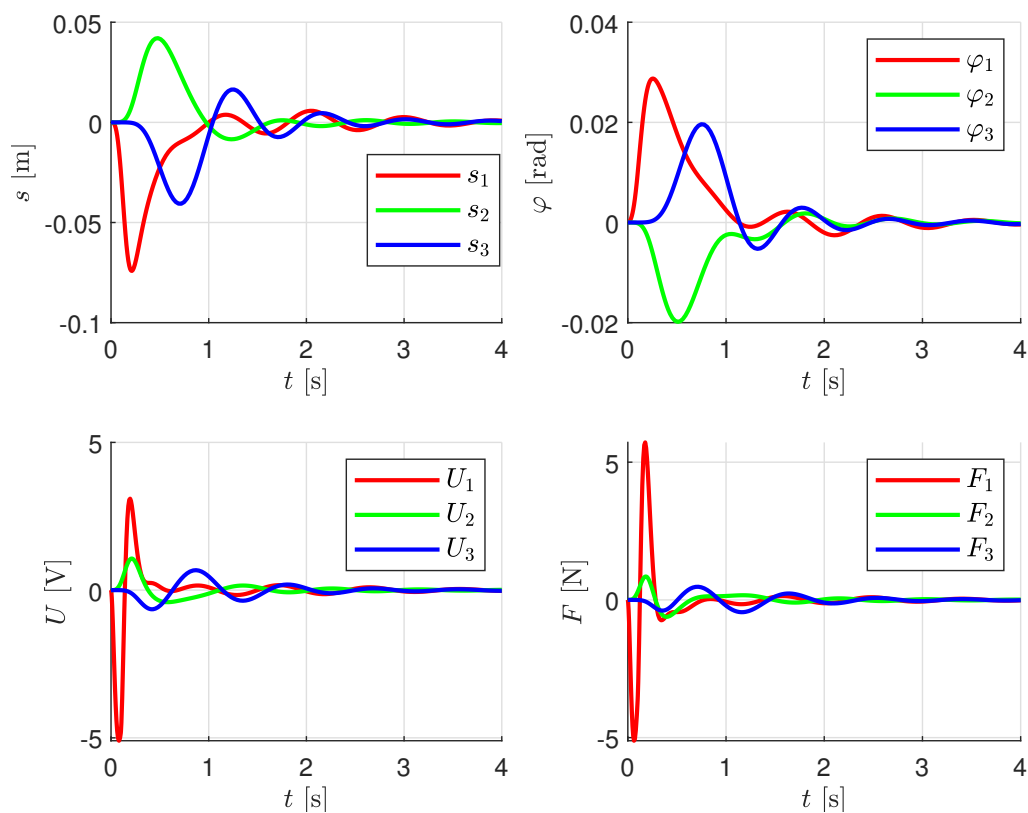 0.05
0
-0.05
-0.1
s [m]
s₁
s₂
s₃
0 1 2 3 4
t [s]
0.04
0.02
0
-0.02
φ [rad]
φ₁
φ₂
φ₃
0 1 2 3 4
t [s]
5
0
-5
U [V]
U₁
U₂
U₃
0 1 2 3 4
t [s]
5
0
-5
F [N]
F₁
F₂
F₃
0 1 2 3 4
t [s]